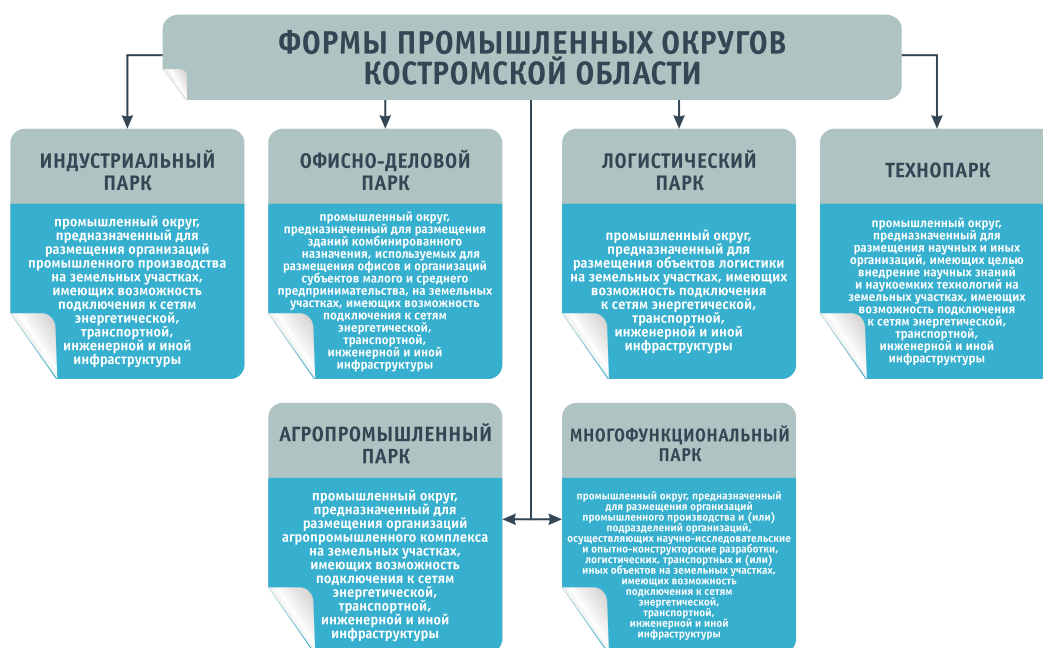 ФОРМЫ ПРОМЫШЛЕННЫХ ОКРУГОВ
КОСТРОМСКОЙ ОБЛАСТИ
ИНДУСТРИАЛЬНЫЙ
ПАРК
промышленный округ,
предназначенный для
размещения организаций
промышленного производства
на земельных участках,
имеющих возможность
подключения к сетям
энергетической,
транспортной,
инженерной и иной
инфраструктуры
ОФИСНО-ДЕЛОВОЙ
ПАРК
промышленный округ,
предназначенный для размещения
зданий комбинированного
назначения, используемых для
размещения офисов и организаций
субъектов малого и среднего
предпринимательства, на земельных
участках, имеющих возможность
подключения к сетям
энергетической,
транспортной,
инженерной и иной
инфраструктуры
ЛОГИСТИЧЕСКИЙ
ПАРК
промышленный округ,
предназначенный для
размещения объектов логистики
на земельных участках, имеющих
возможность подключения
к сетям энергетической,
транспортной,
инженерной и иной
инфраструктуры
ТЕХНОПАРК
промышленный округ,
предназначенный для
размещения научных и иных
организаций, имеющих целью
внедрение научных знаний
и наукоемких технологий на
земельных участках, имеющих
возможность подключения
к сетям энергетической,
транспортной,
инженерной и иной
инфраструктуры
АГРОПРОМЫШЛЕННЫЙ
ПАРК
промышленный округ,
предназначенный для
размещения организаций
агропромышленного комплекса
на земельных участках,
имеющих возможность
подключения к сетям
энергетической,
транспортной,
инженерной и иной
инфраструктуры
МНОГОФУНКЦИОНАЛЬНЫЙ
ПАРК
промышленный округ, предназначенный
для размещения организаций
промышленного производства и (или)
подразделений организаций,
осуществляющих научно-исследовательские
и опытно-конструкторские разработки,
логистических, транспортных и (или)
иных объектов на земельных участках,
имеющих возможность
подключения к сетям
энергетической,
транспортной,
инженерной и иной
инфраструктуры